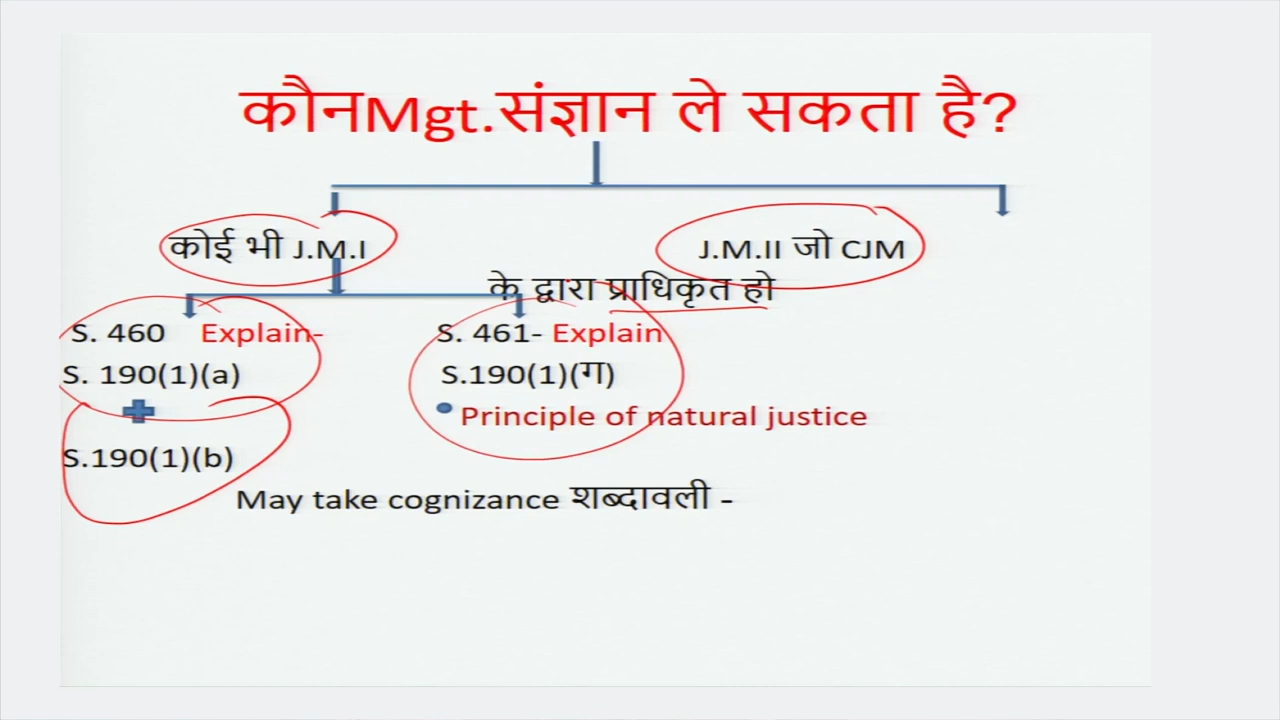 कौनMgt.संज्ञान ले सकता है?
कोई भी J.M.I
J.M.II जो CJM
के द्वारा प्राधिकृत हो
S. 460 Explain-
S. 461- Explain
S. 190(1)(a)
S.190(1)(ग)
Principle of natural justice
S.190(1)(b)
May take cognizance शब्दावली -